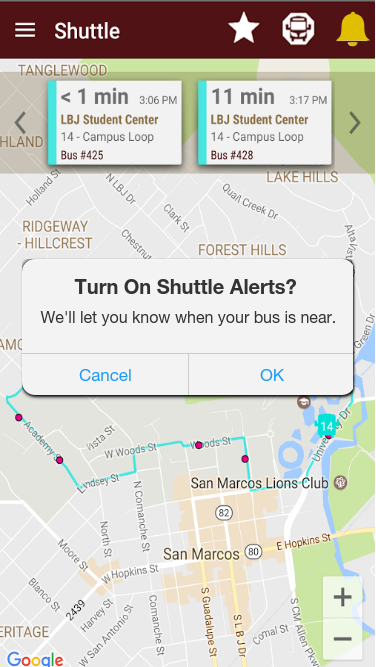 Shuttle
TANGLEWOOD
< 1 min 3:06 PM
LBJ Student Center
14 - Campus Loop
Bus #425
11 min 3:17 PM
LBJ Student Center
14 - Campus Loop
Bus #428
HLAND
Holland St
N LBJ Dr
LAKE HILLS
Quail Creek Dr
Clark St
RIDGEWAY
- HILLCREST
Chestnut
Alta Vista
FOREST HILLS
Turn On Shuttle Alerts?
We'll let you know when your bus is near.
Cancel
OK
Green Dr
Academy St
14
University Dr
ista St
W Woods St
Woods St
Lindsey St
San Marcos Lions Club
N Comanche St
North St
82
San Marcos
80
E Hopkins St
Moore St
W Hopkins St
Blanco St
2439
Harvey St
W San Antonio St
N Comanche St
S Guadalupe St
S L B J Dr
S CM Allen Pkwy
Comal St
ERITAGE
+
−
Google